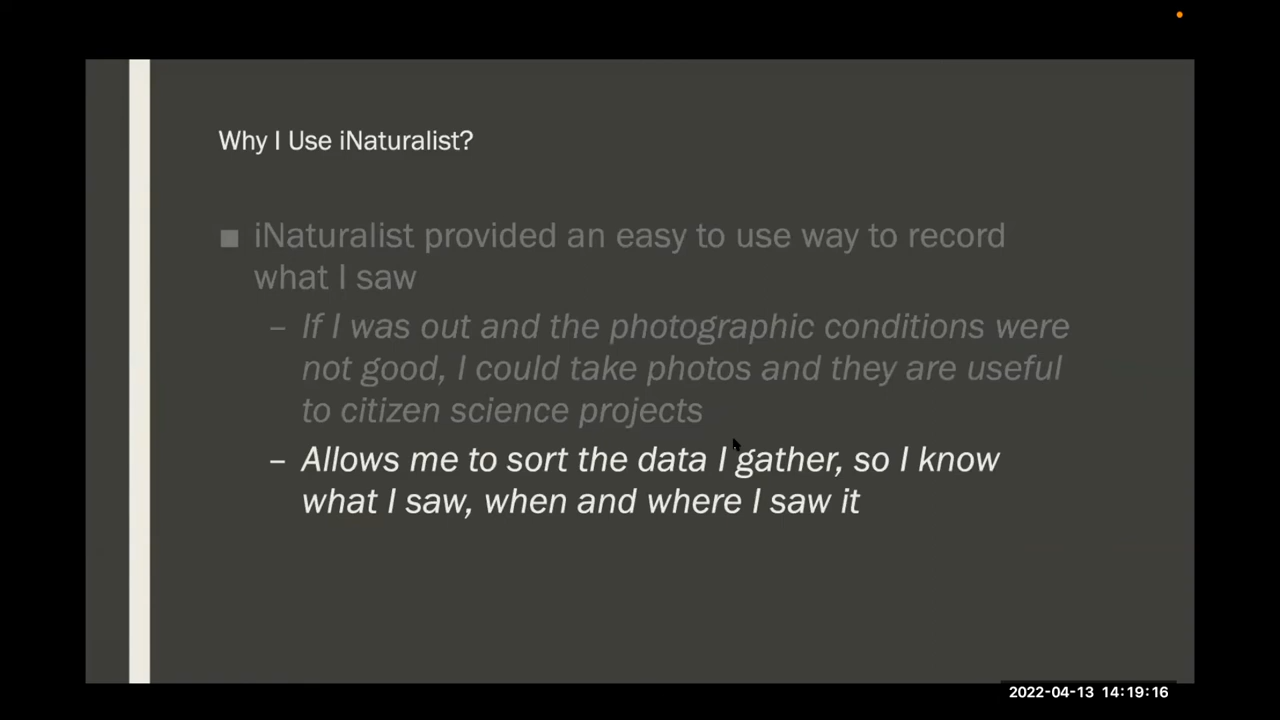 Why I Use iNaturalist?
■ iNaturalist provided an easy to use way to record
what I saw
– If I was out and the photographic conditions were
not good, I could take photos and they are useful
to citizen science projects
– Allows me to sort the data I gather, so I know
what I saw, when and where I saw it
2022-04-13 14:19:16